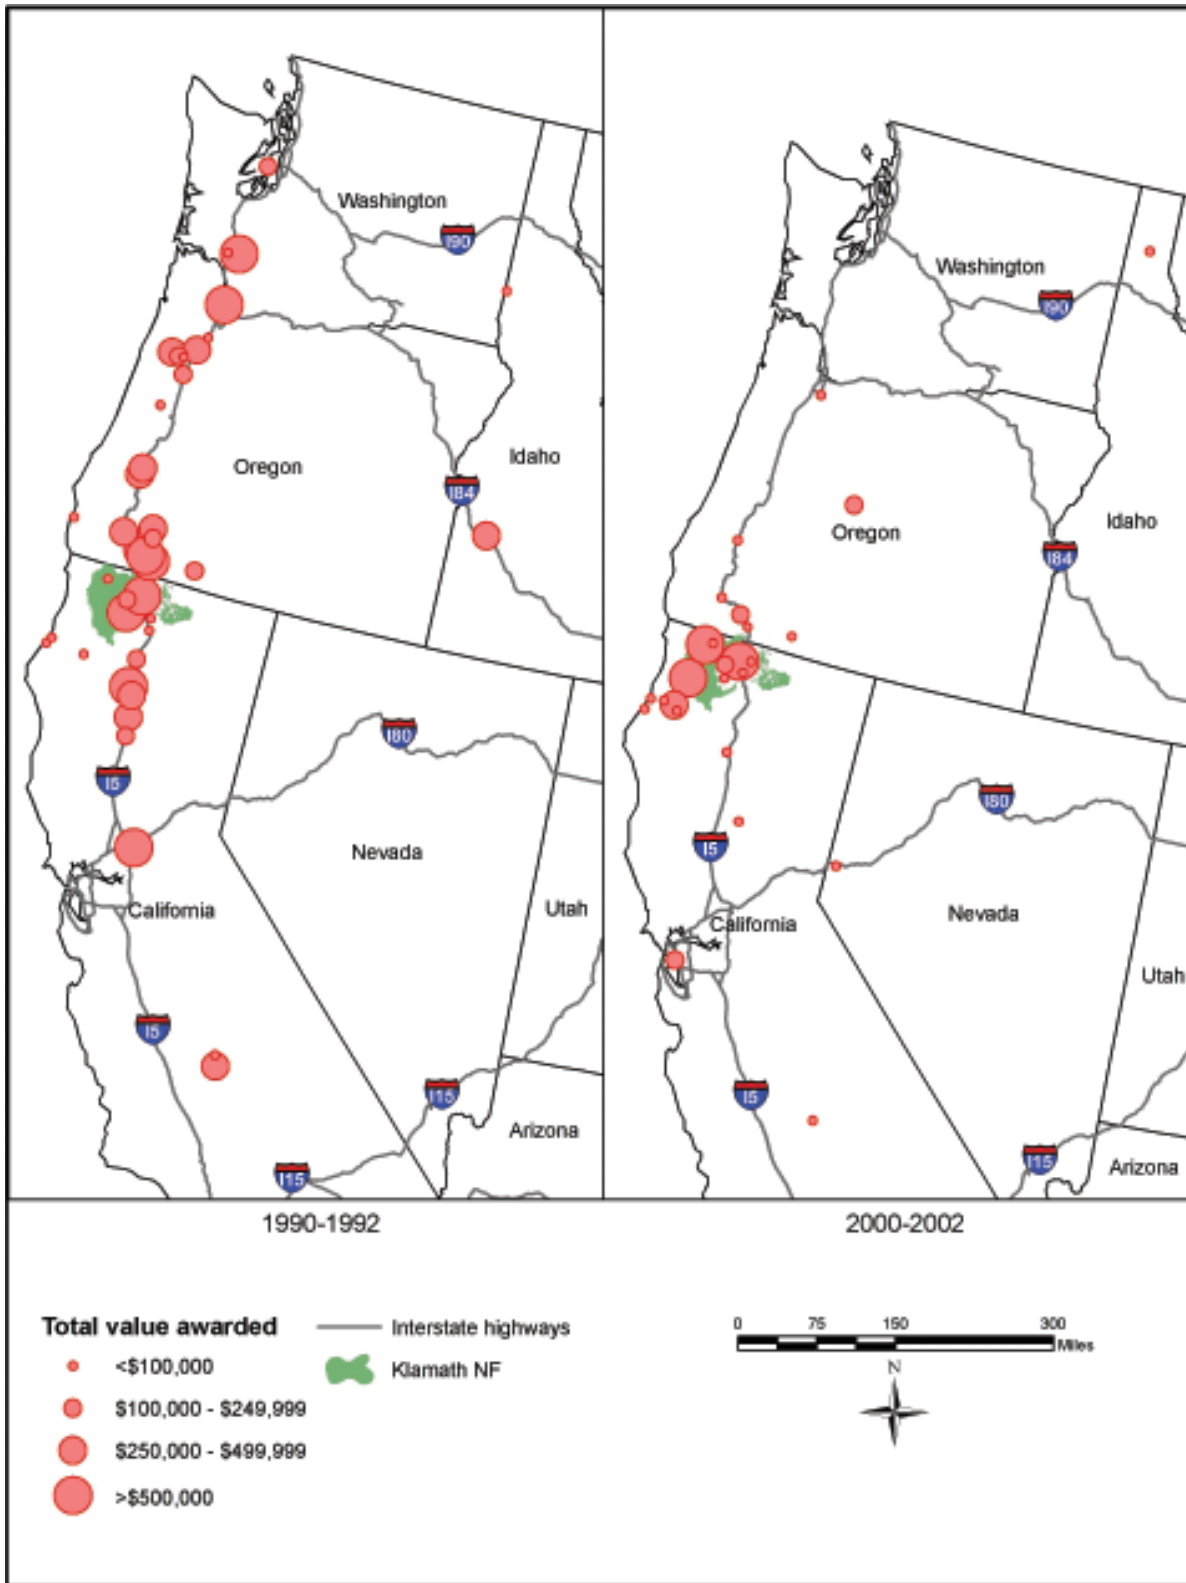 Washington
I90
Oregon
Idaho
I84
I80
I5
Nevada
California
Utah
I5
I15
Arizona
I15
Washington
I90
Oregon
Idaho
I84
I80
I5
Nevada
California
Utah
I5
I15
Arizona
1990-1992
2000-2002
Total value awarded
<$100,000
$100,000 - $249,999
$250,000 - $499,999
>$500,000
Interstate highways
Klamath NF
0 75 150 300
Miles
N